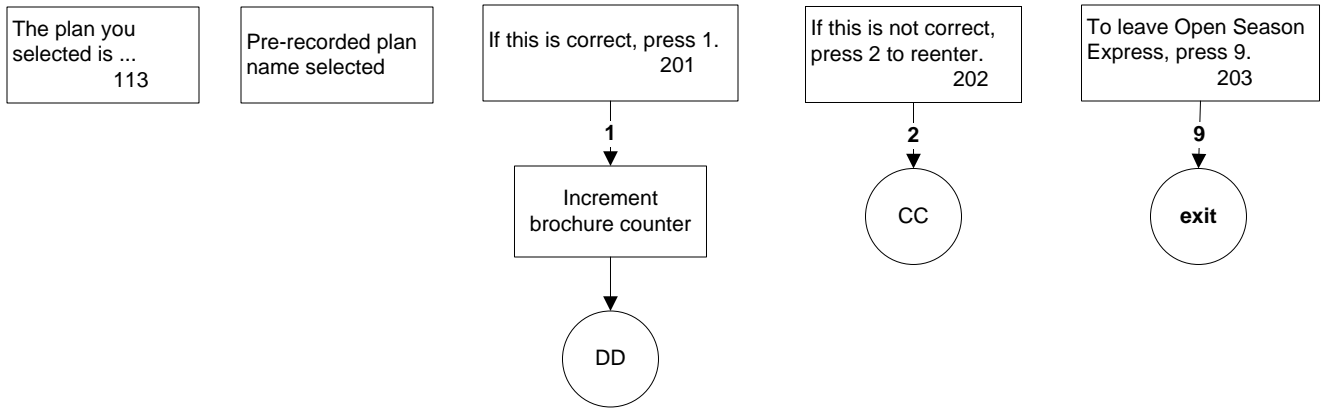 The plan you
selected is ...
113
Pre-recorded plan
name selected
If this is correct, press 1.
201
If this is not correct,
press 2 to reenter.
202
To leave Open Season
Express, press 9.
203
1
2
9
Increment
brochure counter
CC
exit
DD